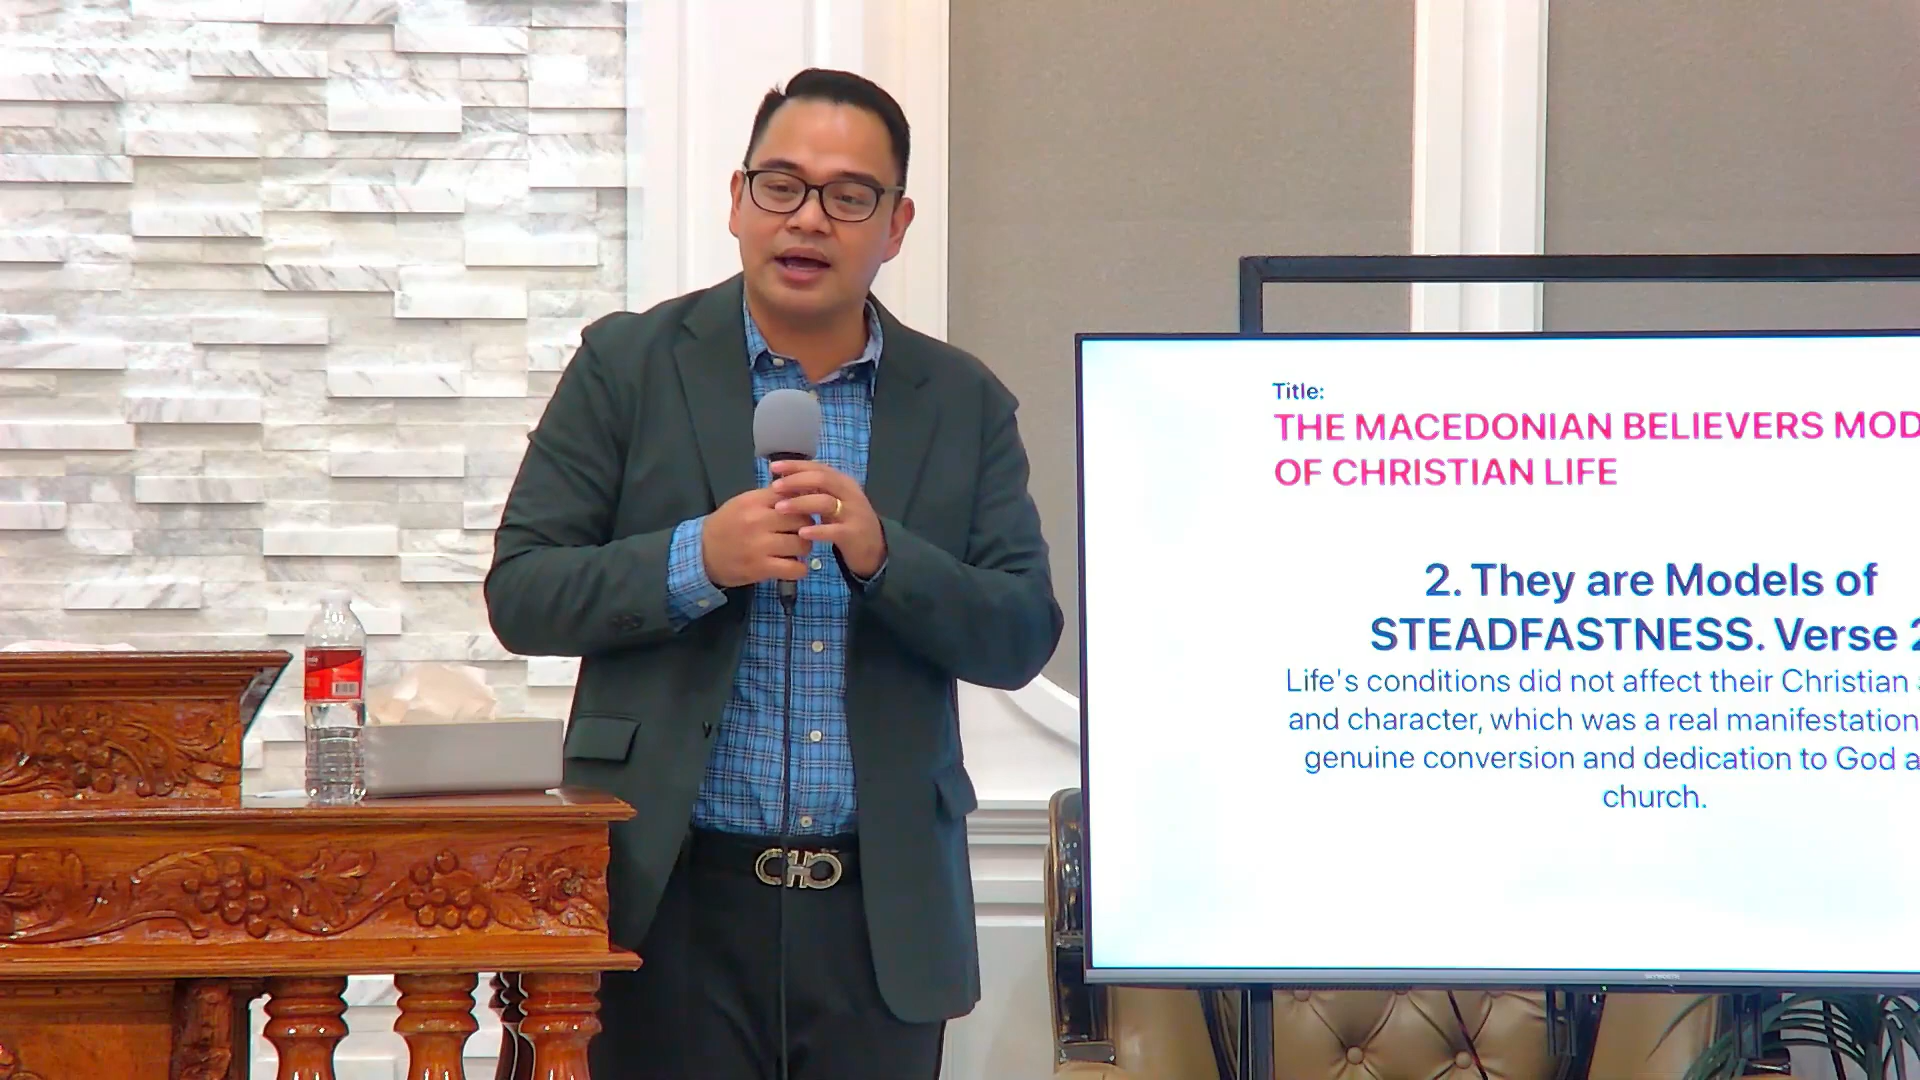 Title:
THE MACEDONIAN BELIEVERS MOD
OF CHRISTIAN LIFE
2. They are Models of
STEADFASTNESS. Verse 2
Life's conditions did not affect their Christian
and character, which was a real manifestation
genuine conversion and dedication to God a
church.
SKYWORTH